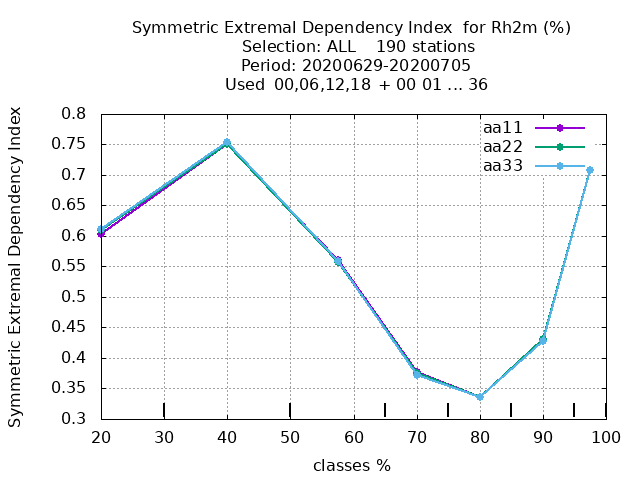 Symmetric Extremal Dependency Index  for Rh2m (%)
Selection: ALL    190 stations
Period: 20200629-20200705
Used  00,06,12,18 + 00 01 ... 36
Symmetric Extremal Dependency Index
0.8
0.75
0.7
0.65
0.6
0.55
0.5
0.45
0.4
0.35
0.3
aa11
aa22
aa33
20 30 40 50 60 70 80 90 100
classes %